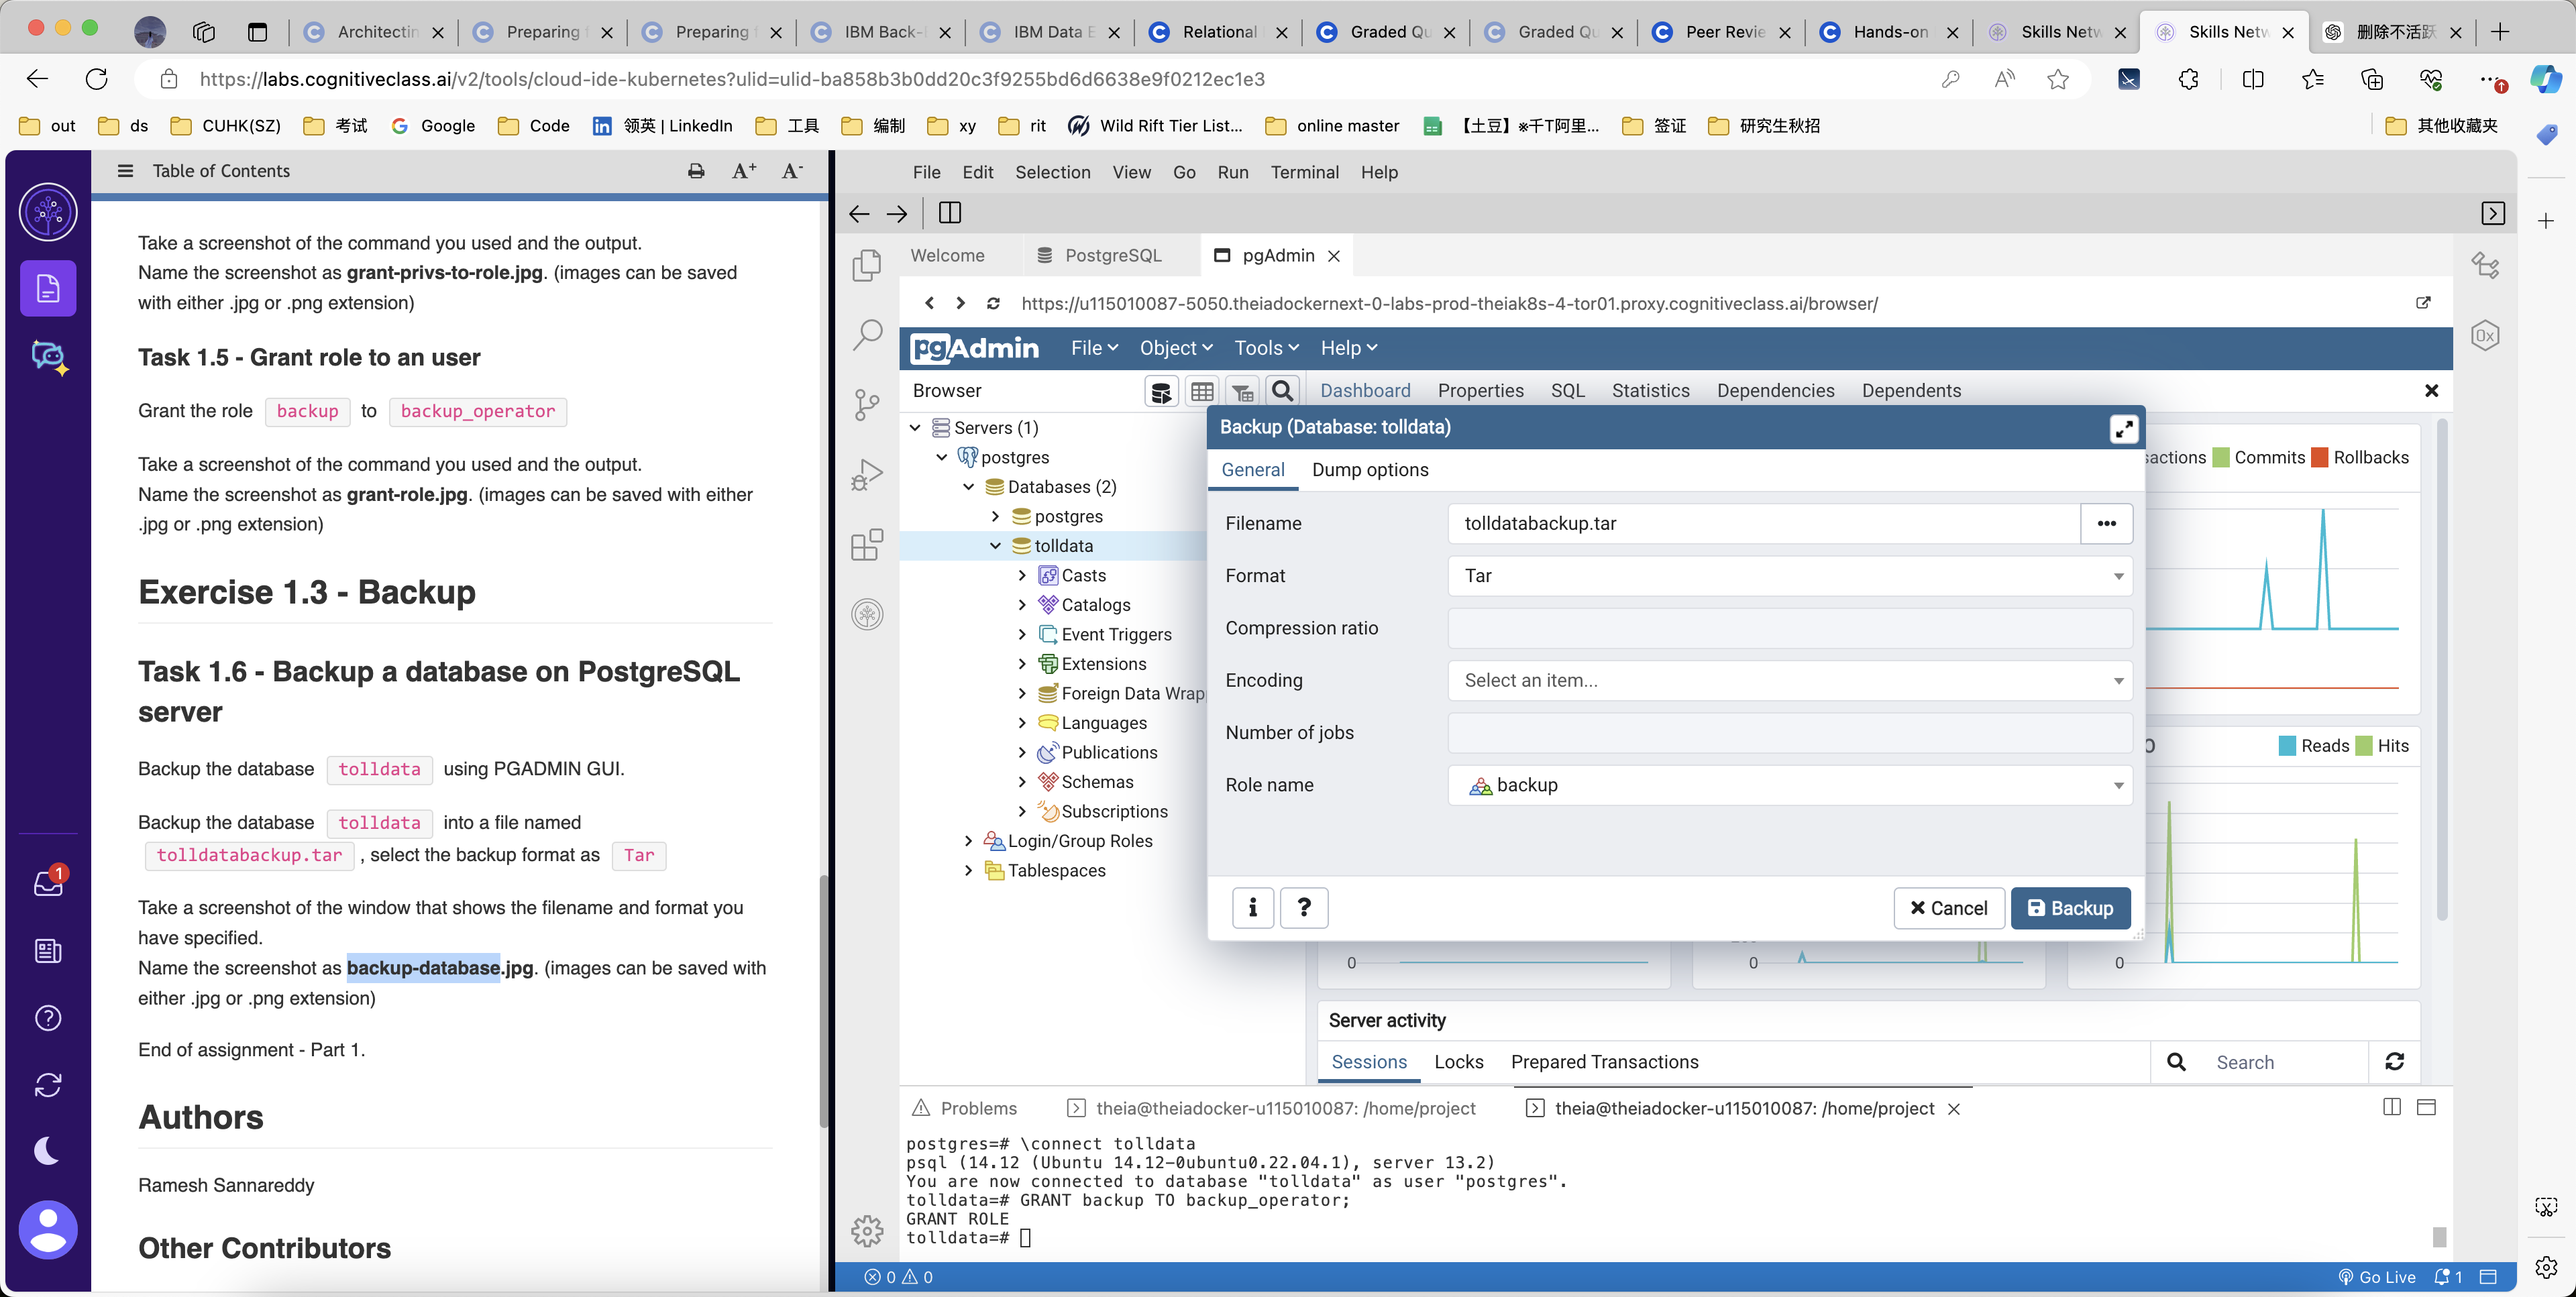 Architectin
Preparing f
Preparing f
IBM Back-
IBM Data E
Relational
Graded Qu
Graded Qu
Peer Revie
Hands-on
Skills Netw
Skills Netw
删除不活跃
https://labs.cognitiveclass.ai/v2/tools/cloud-ide-kubernetes?ulid=ulid-ba858b3b0dd20c3f9255bd6d6638e9f0212ec1e3
out
ds
CUHK(SZ)
考试
Google
Code
领英 | LinkedIn
工具
编制
xy
rit
Wild Rift Tier List...
online master
【土豆】※千T阿里...
签证
研究生秋招
其他收藏夹
Table of Contents
A+
A-
Take a screenshot of the command you used and the output.
Name the screenshot as grant-privs-to-role.jpg. (images can be saved
with either .jpg or .png extension)
Task 1.5 - Grant role to an user
Grant the role backup to backup_operator
Take a screenshot of the command you used and the output.
Name the screenshot as grant-role.jpg. (images can be saved with either
.jpg or .png extension)
Exercise 1.3 - Backup
Task 1.6 - Backup a database on PostgreSQL
server
Backup the database tolldata using PGADMIN GUI.
Backup the database tolldata into a file named
tolldatabackup.tar , select the backup format as Tar
Take a screenshot of the window that shows the filename and format you
have specified.
Name the screenshot as backup-database.jpg. (images can be saved with
either .jpg or .png extension)
End of assignment - Part 1.
Authors
Ramesh Sannareddy
Other Contributors
1
File Edit Selection View Go Run Terminal Help
Welcome
PostgreSQL
pgAdmin
https://u115010087-5050.theiadockernext-0-labs-prod-theiak8s-4-tor01.proxy.cognitiveclass.ai/browser/
pgAdmin File Object Tools Help
Browser
Dashboard Properties SQL Statistics Dependencies Dependents
Servers (1)
postgres
Databases (2)
postgres
tolldata
Casts
Catalogs
Event Triggers
Extensions
Foreign Data Wrap
Languages
Publications
Schemas
Subscriptions
Login/Group Roles
Tablespaces
Backup (Database: tolldata)
General Dump options
Filename tolldatabackup.tar
Format Tar
Compression ratio
Encoding Select an item...
Number of jobs
Role name backup
i ? Cancel Backup
sactions Commits Rollbacks
Reads Hits
0
0
0
Server activity
Sessions Locks Prepared Transactions Search
Problems
theia@theiadocker-u115010087: /home/project
theia@theiadocker-u115010087: /home/project
postgres=# \connect tolldata
psql (14.12 (Ubuntu 14.12-0ubuntu0.22.04.1), server 13.2)
You are now connected to database "tolldata" as user "postgres".
tolldata=# GRANT backup TO backup_operator;
GRANT ROLE
tolldata=#
0 0
Go Live 1
0x